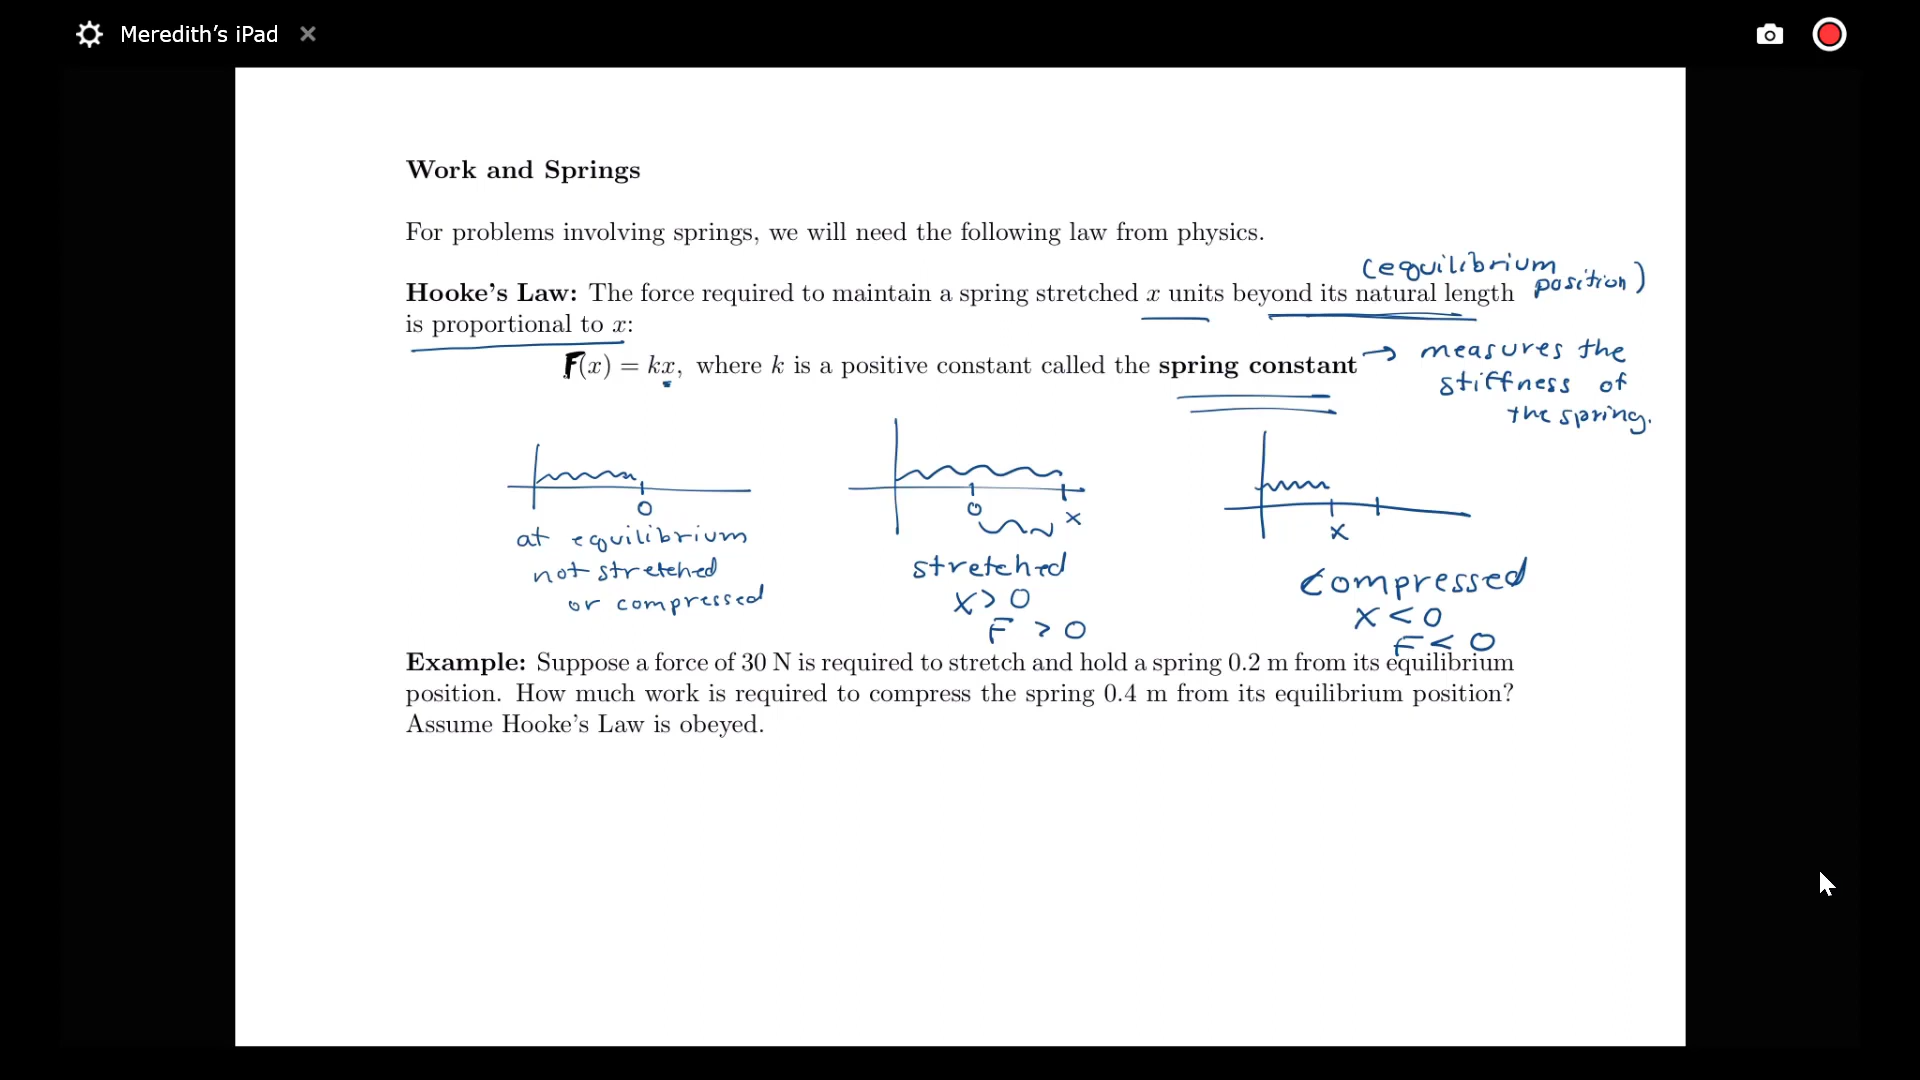 Meredith's iPad
Work and Springs
For problems involving springs, we will need the following law from physics.
(equilibrium
position)
Hooke's Law: The force required to maintain a spring stretched x units beyond its natural length
is proportional to x:
F(x) = kx, where k is a positive constant called the spring constant → measures the
stiffness of
the spring.
0
at equilibrium
not stretched
or compressed
0
x
stretched
x > 0
F > 0
x
compressed
x < 0
F < 0
Example: Suppose a force of 30 N is required to stretch and hold a spring 0.2 m from its equilibrium
position. How much work is required to compress the spring 0.4 m from its equilibrium position?
Assume Hooke's Law is obeyed.